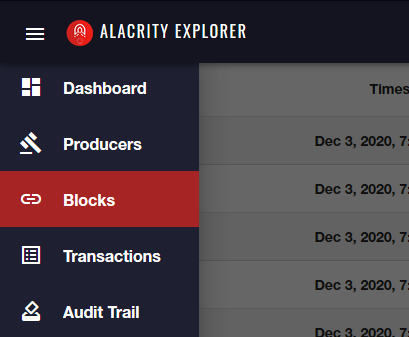 ALACRITY EXPLORER
Dashboard
Producers
Blocks
Transactions
Audit Trail
Times
Dec 3, 2020, 7:
Dec 3, 2020, 7:
Dec 3, 2020, 7:
Dec 3, 2020, 7:
Dec 3, 2020, 7: